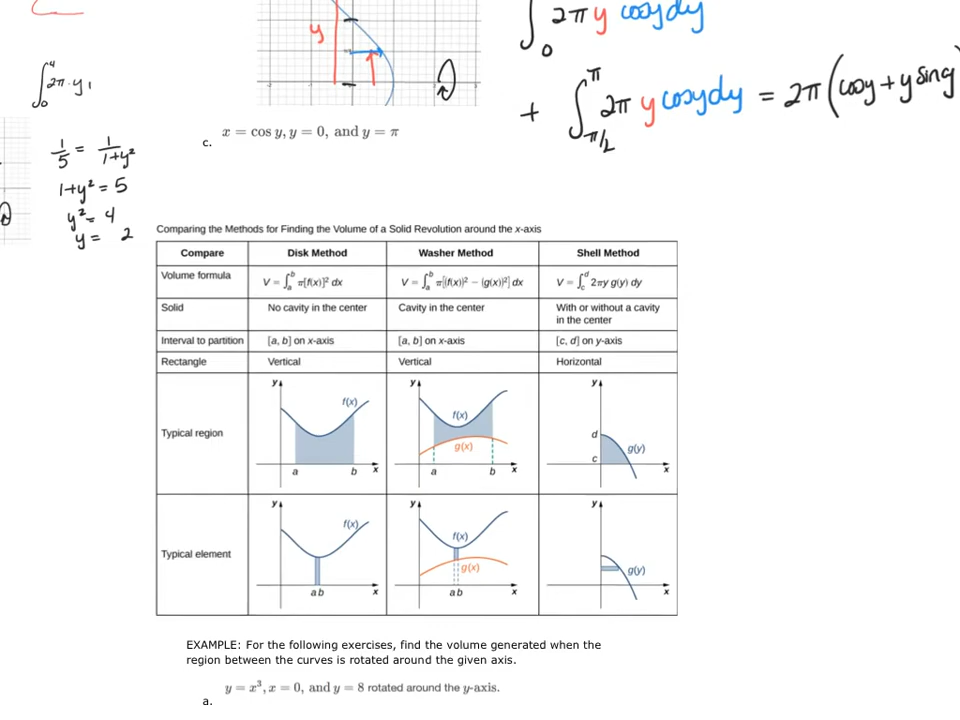 ∫₀ 2π y cosy dy
y
∫₀⁴ 2π · y ₁
+ ∫_{π/2}^{π} 2π y cosy dy = 2π (cosy + y siny
c. x = cos y, y = 0, and y = π
1/5 = 1/1+y²
1+y² = 5
y² = 4
y = 2
Comparing the Methods for Finding the Volume of a Solid Revolution around the x-axis
Compare Disk Method Washer Method Shell Method
Volume formula V = ∫ₐᵇ π[f(x)]² dx V = ∫ₐᵇ π[(f(x))² − (g(x))²] dx V = ∫_c^d 2πy g(y) dy
Solid No cavity in the center Cavity in the center With or without a cavity
in the center
Interval to partition [a, b] on x-axis [a, b] on x-axis [c, d] on y-axis
Rectangle Vertical Vertical Horizontal
Typical region
y f(x) a b x
y f(x) g(x) a b x
y d c g(y) x
Typical element
y f(x) a b x
y f(x) g(x) a b x
y g(y) x
EXAMPLE: For the following exercises, find the volume generated when the
region between the curves is rotated around the given axis.
a. y = x³, x = 0, and y = 8 rotated around the y-axis.